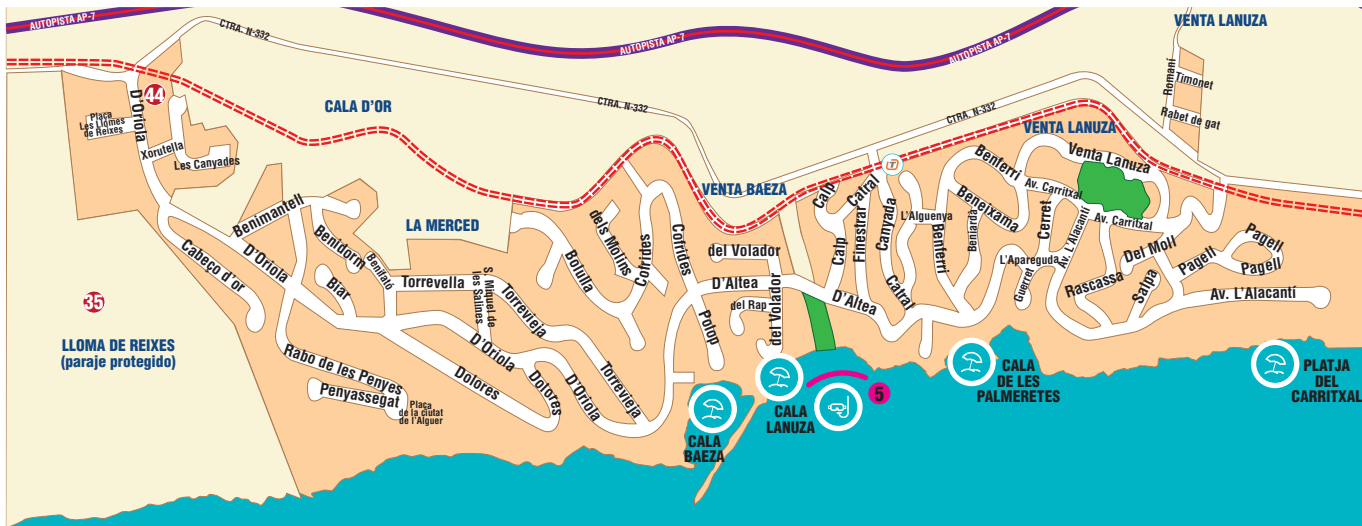 AUTOPISTA AP-7
AUTOPISTA AP-7
AUTOPISTA AP-7
CTRA. N-332
CTRA. N-332
CTRA. N-332
VENTA LANUZA
Romaní
Timonet
Rabet de gat
44
D'Oriola
Plaça
Les Llomes
de Reixes
Xorutella
Les Canyades
CALA D'OR
VENTA BAEZA
VENTA LANUZA
LA MERCED
Benimantell
Benidorm
Benifató
Cabeço d'or
D'Oriola
Biar
Torrevella
S. Miquel de
les Salines
Torrevieja
Bolulla
dels Molins
Cofrides
Cofrides
del Volador
D'Altea
del Rap
del Volador
Polop
Calp
Calp
Catral
Finestrat
Canyada
Catral
D'Altea
L'Alguenya
Benferri
Benferri
Beneixama
Beniarda
Cerret
L'Apareguda
Guerret
Av. Carritxal
Av. Carritxal
Venta Lanuza
Av. L'Alacantí
Rascassa
Del Moll
Salpa
Pagell
Pagell
Pagell
Av. L'Alacantí
35
LLOMA DE REIXES
(paraje protegido)
Rabo de les Penyes
Penyassegat
Plaça
de la ciutat
de l'Alguer
Dolores
D'Oriola
Dolores
D'Oriola
Torrevieja
CALA
BAEZA
CALA
LANUZA
5
CALA
DE LES
PALMERETES
PLATJA
DEL
CARRITXAL